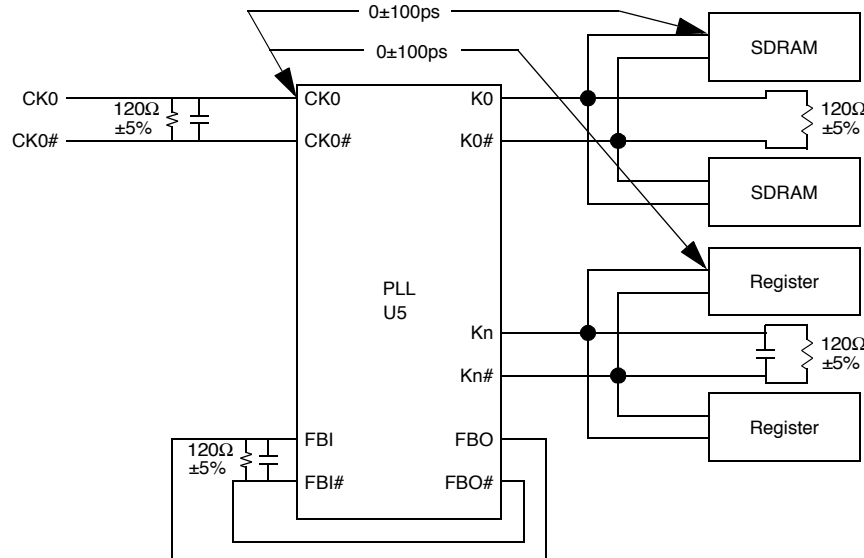 0±100ps
0±100ps
SDRAM
CK0
CK0#
120Ω
±5%
CK0
CK0#
K0
K0#
120Ω
±5%
SDRAM
Register
PLL
U5
Kn
Kn#
120Ω
±5%
Register
FBI
FBI#
FBO
FBO#
120Ω
±5%